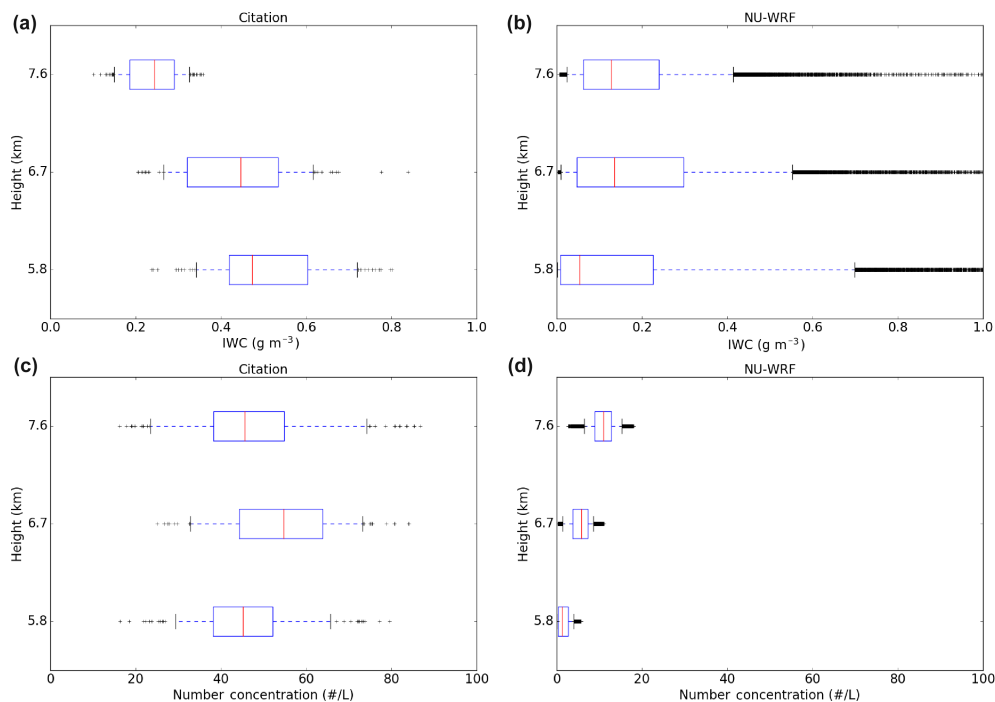 (a)
Citation
7.6
6.7
5.8
Height (km)
0.0 0.2 0.4 0.6 0.8 1.0
IWC (g m⁻³)
(b)
NU-WRF
7.6
6.7
5.8
Height (km)
0.0 0.2 0.4 0.6 0.8 1.0
IWC (g m⁻³)
(c)
Citation
7.6
6.7
5.8
Height (km)
0 20 40 60 80 100
Number concentration (#/L)
(d)
NU-WRF
7.6
6.7
5.8
Height (km)
0 20 40 60 80 100
Number concentration (#/L)